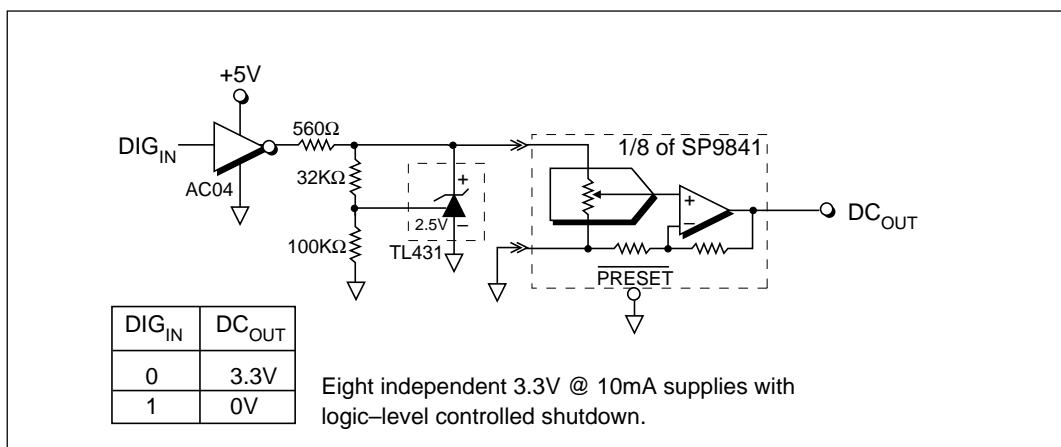 +5V
DIG_IN
AC04
560Ω
32KΩ
100KΩ
+
2.5V
–
TL431
1/8 of SP9841
+
–
DC_OUT
PRESET
DIG_IN DC_OUT
0 3.3V
1 0V
Eight independent 3.3V @ 10mA supplies with
logic–level controlled shutdown.